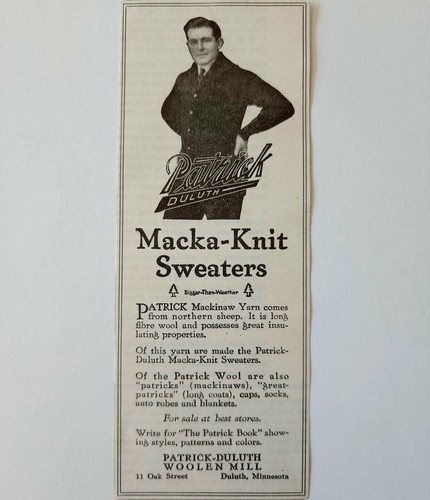 Patrick
DULUTH
Macka-Knit
Sweaters
Bigger-Than-Weather
PATRICK Mackinaw Yarn comes
from northern sheep. It is long
fibre wool and possesses great insu-
lating properties.
Of this yarn are made the Patrick-
Duluth Macka-Knit Sweaters.
Of the Patrick Wool are also
"patricks" (mackinaws), "great-
patricks" (long coats), caps, socks,
auto robes and blankets.
For sale at best stores.
Write for "The Patrick Book" show-
ing styles, patterns and colors.
PATRICK-DULUTH
WOOLEN MILL
11 Oak Street Duluth, Minnesota